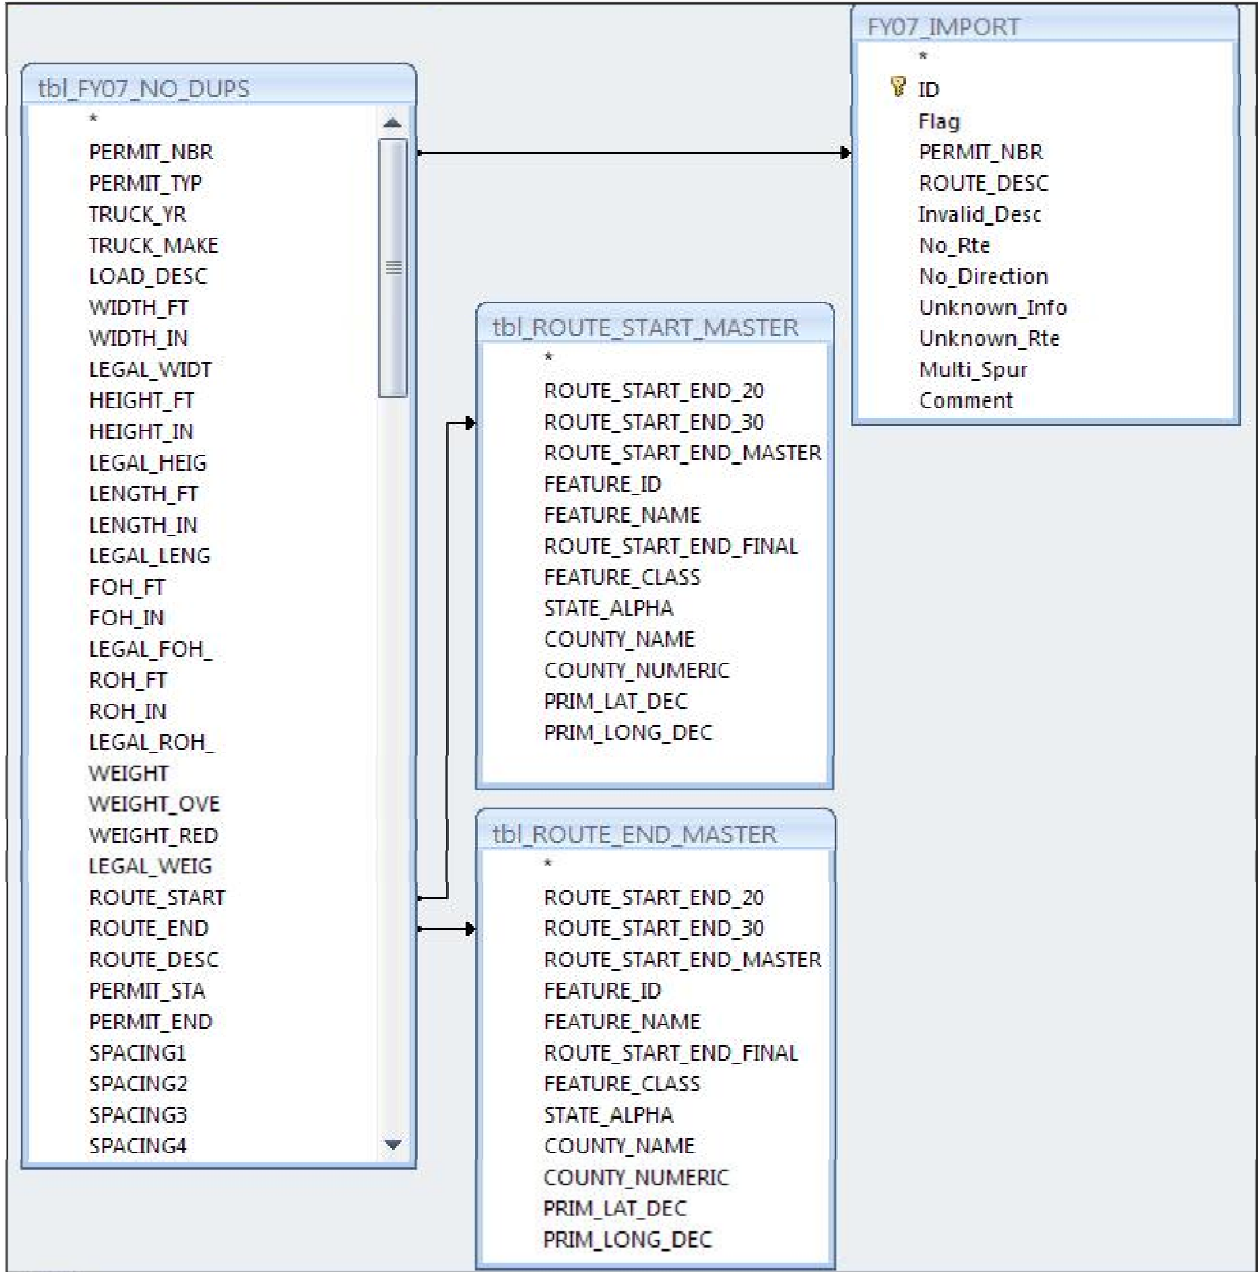 tbl_FY07_NO_DUPS
*
PERMIT_NBR
PERMIT_TYP
TRUCK_YR
TRUCK_MAKE
LOAD_DESC
WIDTH_FT
WIDTH_IN
LEGAL_WIDT
HEIGHT_FT
HEIGHT_IN
LEGAL_HEIG
LENGTH_FT
LENGTH_IN
LEGAL_LENG
FOH_FT
FOH_IN
LEGAL_FOH_
ROH_FT
ROH_IN
LEGAL_ROH_
WEIGHT
WEIGHT_OVE
WEIGHT_RED
LEGAL_WEIG
ROUTE_START
ROUTE_END
ROUTE_DESC
PERMIT_STA
PERMIT_END
SPACING1
SPACING2
SPACING3
SPACING4
tbl_ROUTE_START_MASTER
*
ROUTE_START_END_20
ROUTE_START_END_30
ROUTE_START_END_MASTER
FEATURE_ID
FEATURE_NAME
ROUTE_START_END_FINAL
FEATURE_CLASS
STATE_ALPHA
COUNTY_NAME
COUNTY_NUMERIC
PRIM_LAT_DEC
PRIM_LONG_DEC
tbl_ROUTE_END_MASTER
*
ROUTE_START_END_20
ROUTE_START_END_30
ROUTE_START_END_MASTER
FEATURE_ID
FEATURE_NAME
ROUTE_START_END_FINAL
FEATURE_CLASS
STATE_ALPHA
COUNTY_NAME
COUNTY_NUMERIC
PRIM_LAT_DEC
PRIM_LONG_DEC
FY07_IMPORT
*
ID
Flag
PERMIT_NBR
ROUTE_DESC
Invalid_Desc
No_Rte
No_Direction
Unknown_Info
Unknown_Rte
Multi_Spur
Comment